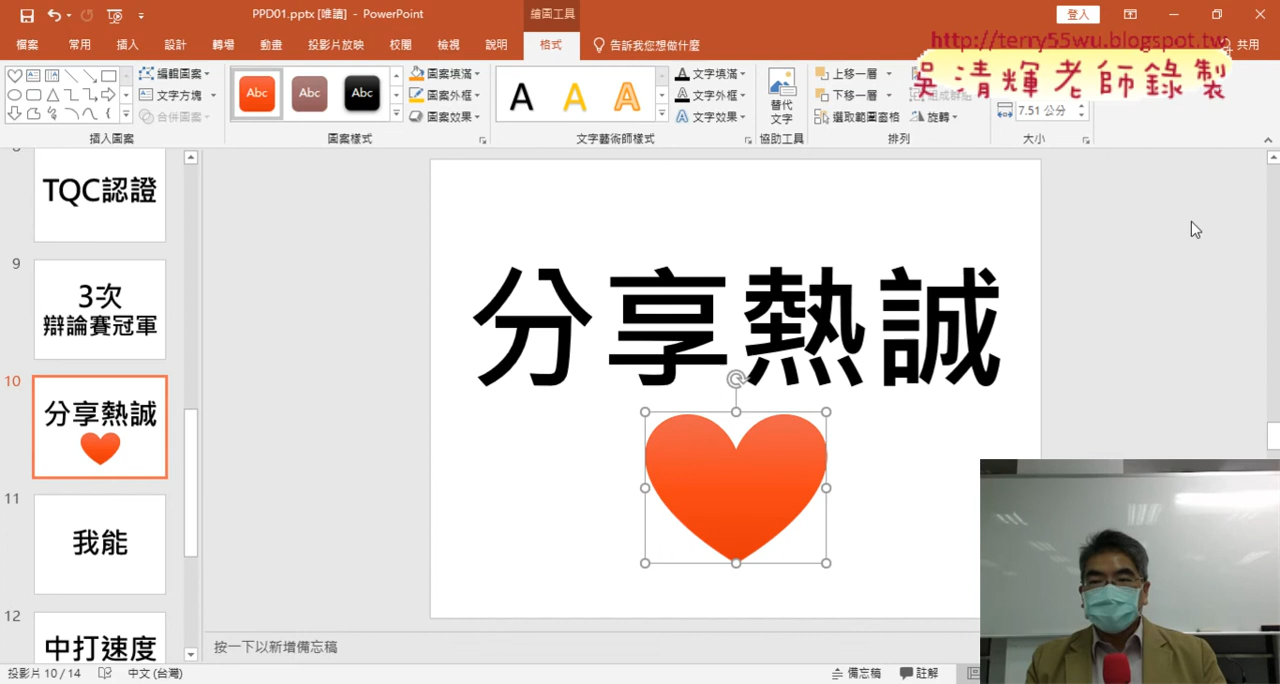 PPD01.pptx [唯讀] - PowerPoint
繪圖工具
登入
檔案 常用 插入 設計 轉場 動畫 投影片放映 校閱 檢視 說明 格式 告訴我您想做什麼 共用
http://terry55wu.blogspot.tw
吳清輝老師錄製
編輯圖案
文字方塊
合併圖案
插入圖案
Abc Abc Abc
圖案填滿
圖案外框
圖案效果
圖案樣式
A A A
文字填滿
文字外框
文字效果
文字藝術師樣式
替代
文字
協助工具
上移一層
下移一層
選取範圍窗格
組成群組
旋轉
排列
7.51 公分
大小
TQC認證
9
3次
辯論賽冠軍
10
分享熱誠
11
我能
12
中打速度
分享熱誠
按一下以新增備忘稿
投影片 10 / 14 中文 (台灣) 備忘稿 註解